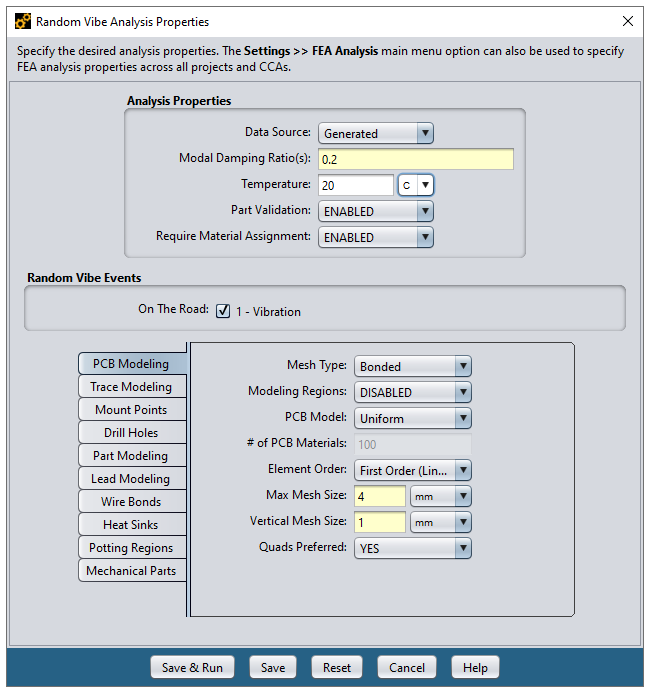 Random Vibe Analysis Properties
Specify the desired analysis properties. The Settings >> FEA Analysis main menu option can also be used to specify
FEA analysis properties across all projects and CCAs.
Analysis Properties
Data Source: Generated
Modal Damping Ratio(s): 0.2
Temperature: 20 C
Part Validation: ENABLED
Require Material Assignment: ENABLED
Random Vibe Events
On The Road: 1 - Vibration
PCB Modeling
Trace Modeling
Mount Points
Drill Holes
Part Modeling
Lead Modeling
Wire Bonds
Heat Sinks
Potting Regions
Mechanical Parts
Mesh Type: Bonded
Modeling Regions: DISABLED
PCB Model: Uniform
# of PCB Materials: 100
Element Order: First Order (Lin...
Max Mesh Size: 4 mm
Vertical Mesh Size: 1 mm
Quads Preferred: YES
Save & Run Save Reset Cancel Help